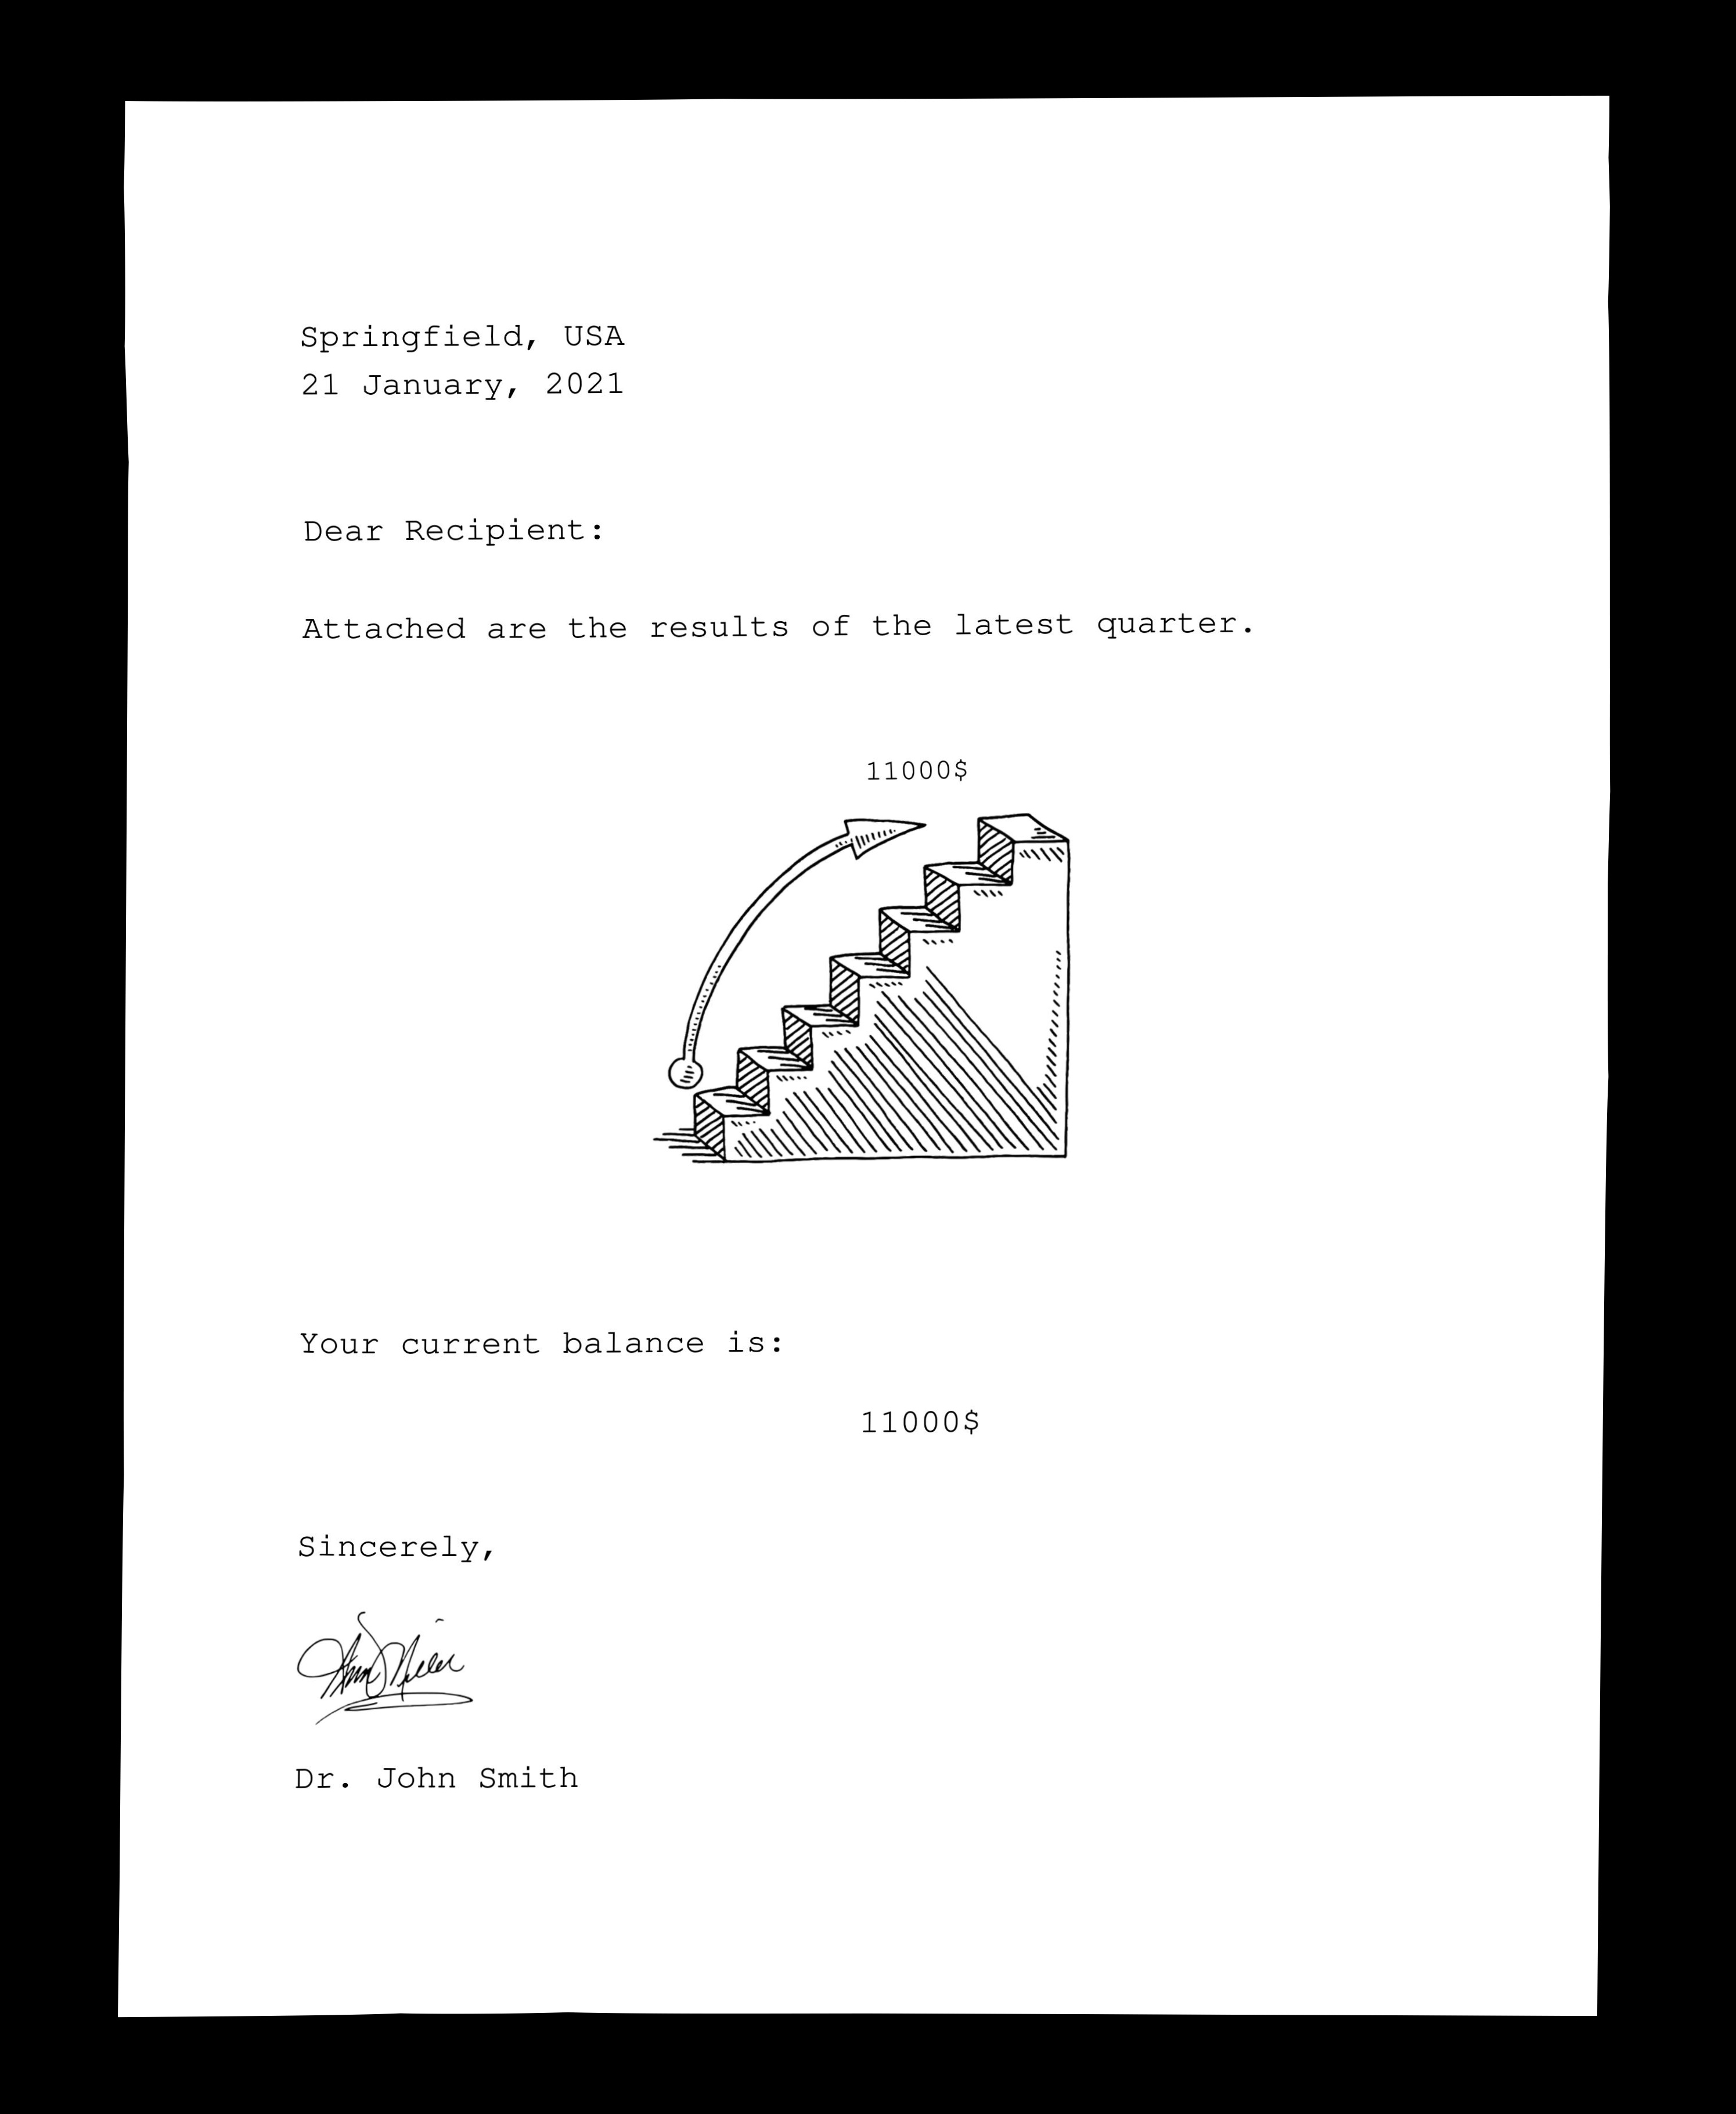 Springfield, USA
21 January, 2021
Dear Recipient:
Attached are the results of the latest quarter.
11000$
Your current balance is:
11000$
Sincerely,
Dr. John Smith